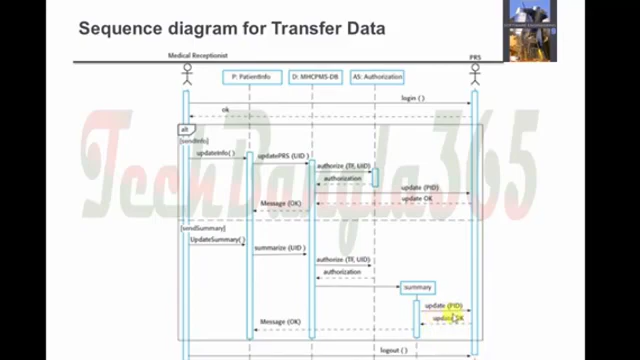 Sequence diagram for Transfer Data
Medical Receptionist
PRS
P: PatientInfo
D: MHCPMS-DB
AS: Authorization
login ( )
ok
alt
[sendInfo]
updateInfo( )
updatePRS (UID )
authorize (TF, UID)
authorization
update (PID)
update OK
Message (OK)
[sendSummary]
UpdateSummary( )
summarize (UID )
authorize (TF, UID)
authorization
summary
update (PID)
update OK
Message (OK)
logout ( )
TechBangla365